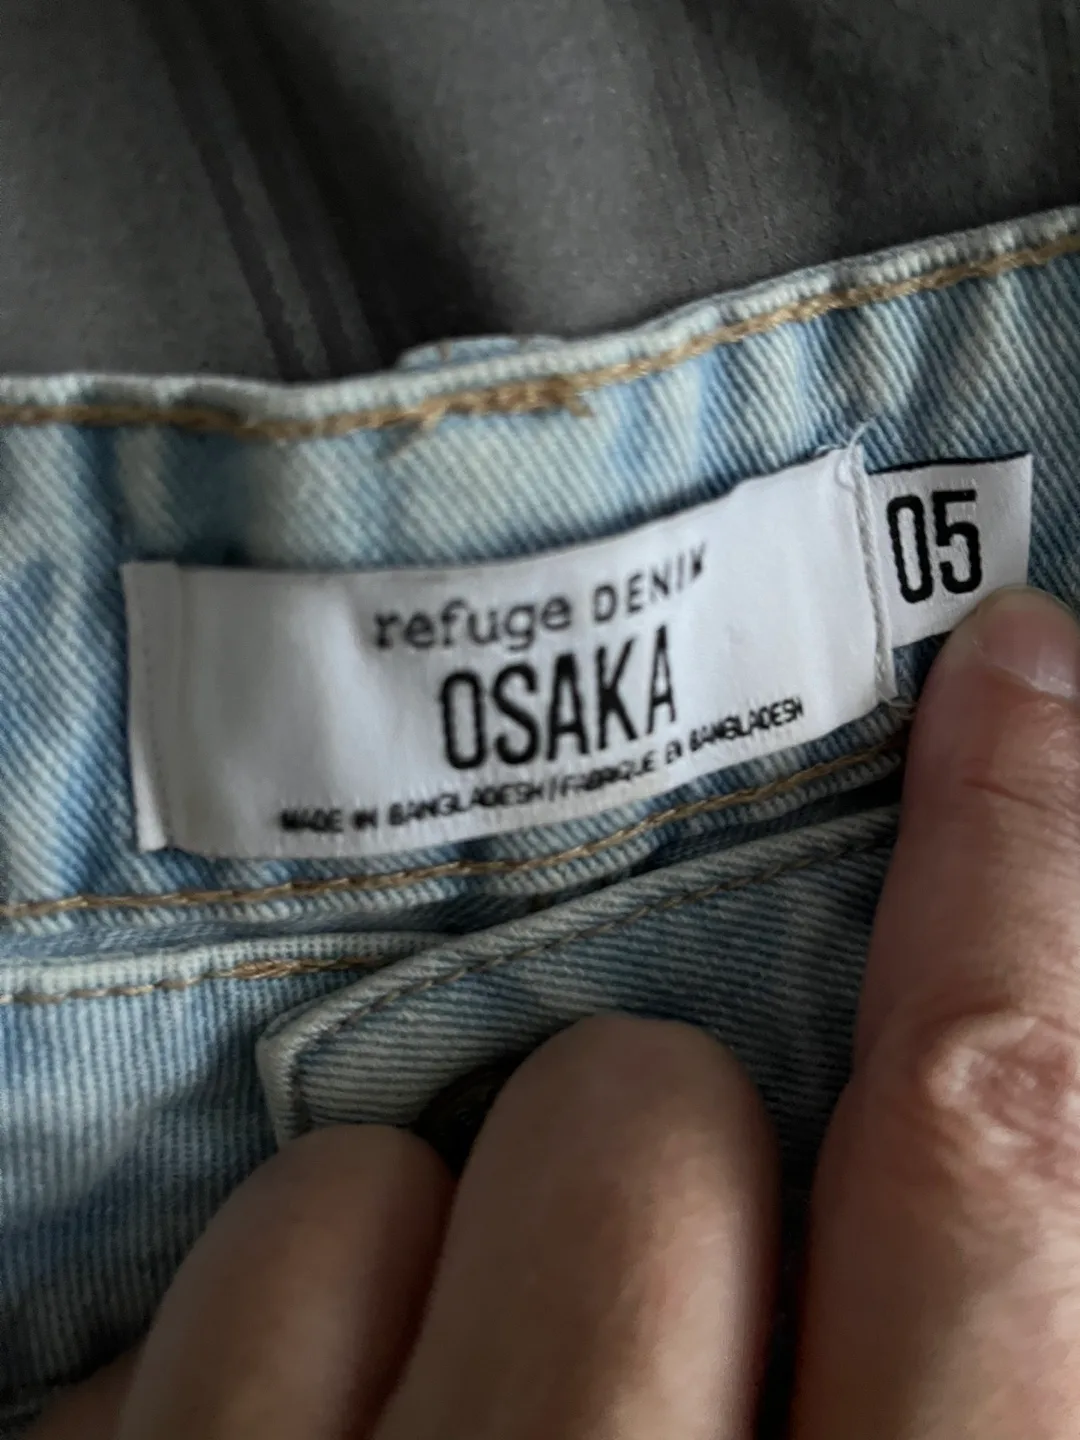 refuge DENIM
OSAKA
MADE IN BANGLADESH / FABRIQUE EN BANGLADESH
05